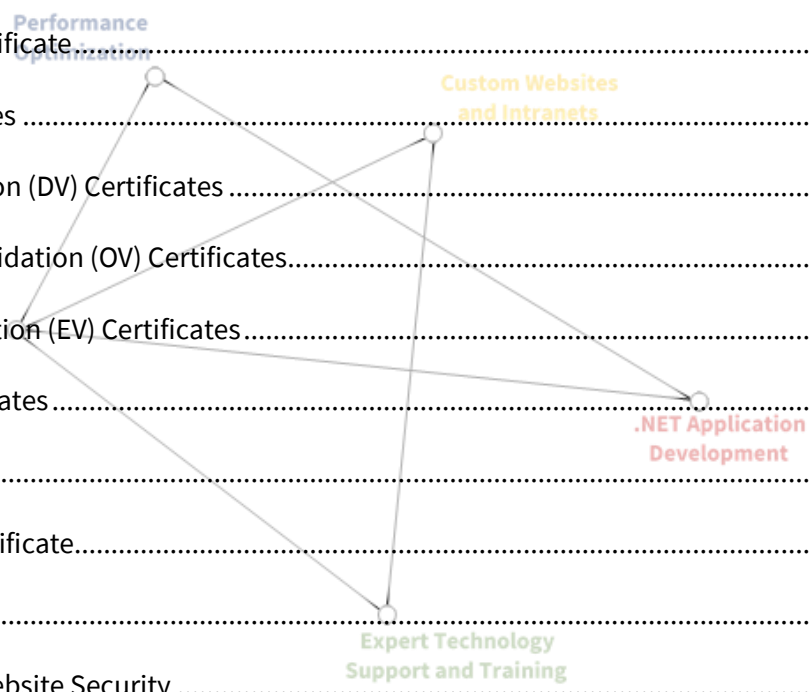 Performance
Optimization
ificate
Custom Websites
and Intranets
es
on (DV) Certificates
idation (OV) Certificates
tion (EV) Certificates
ates
.NET Application
Development
ificate
Expert Technology
Support and Training
ebsite Security